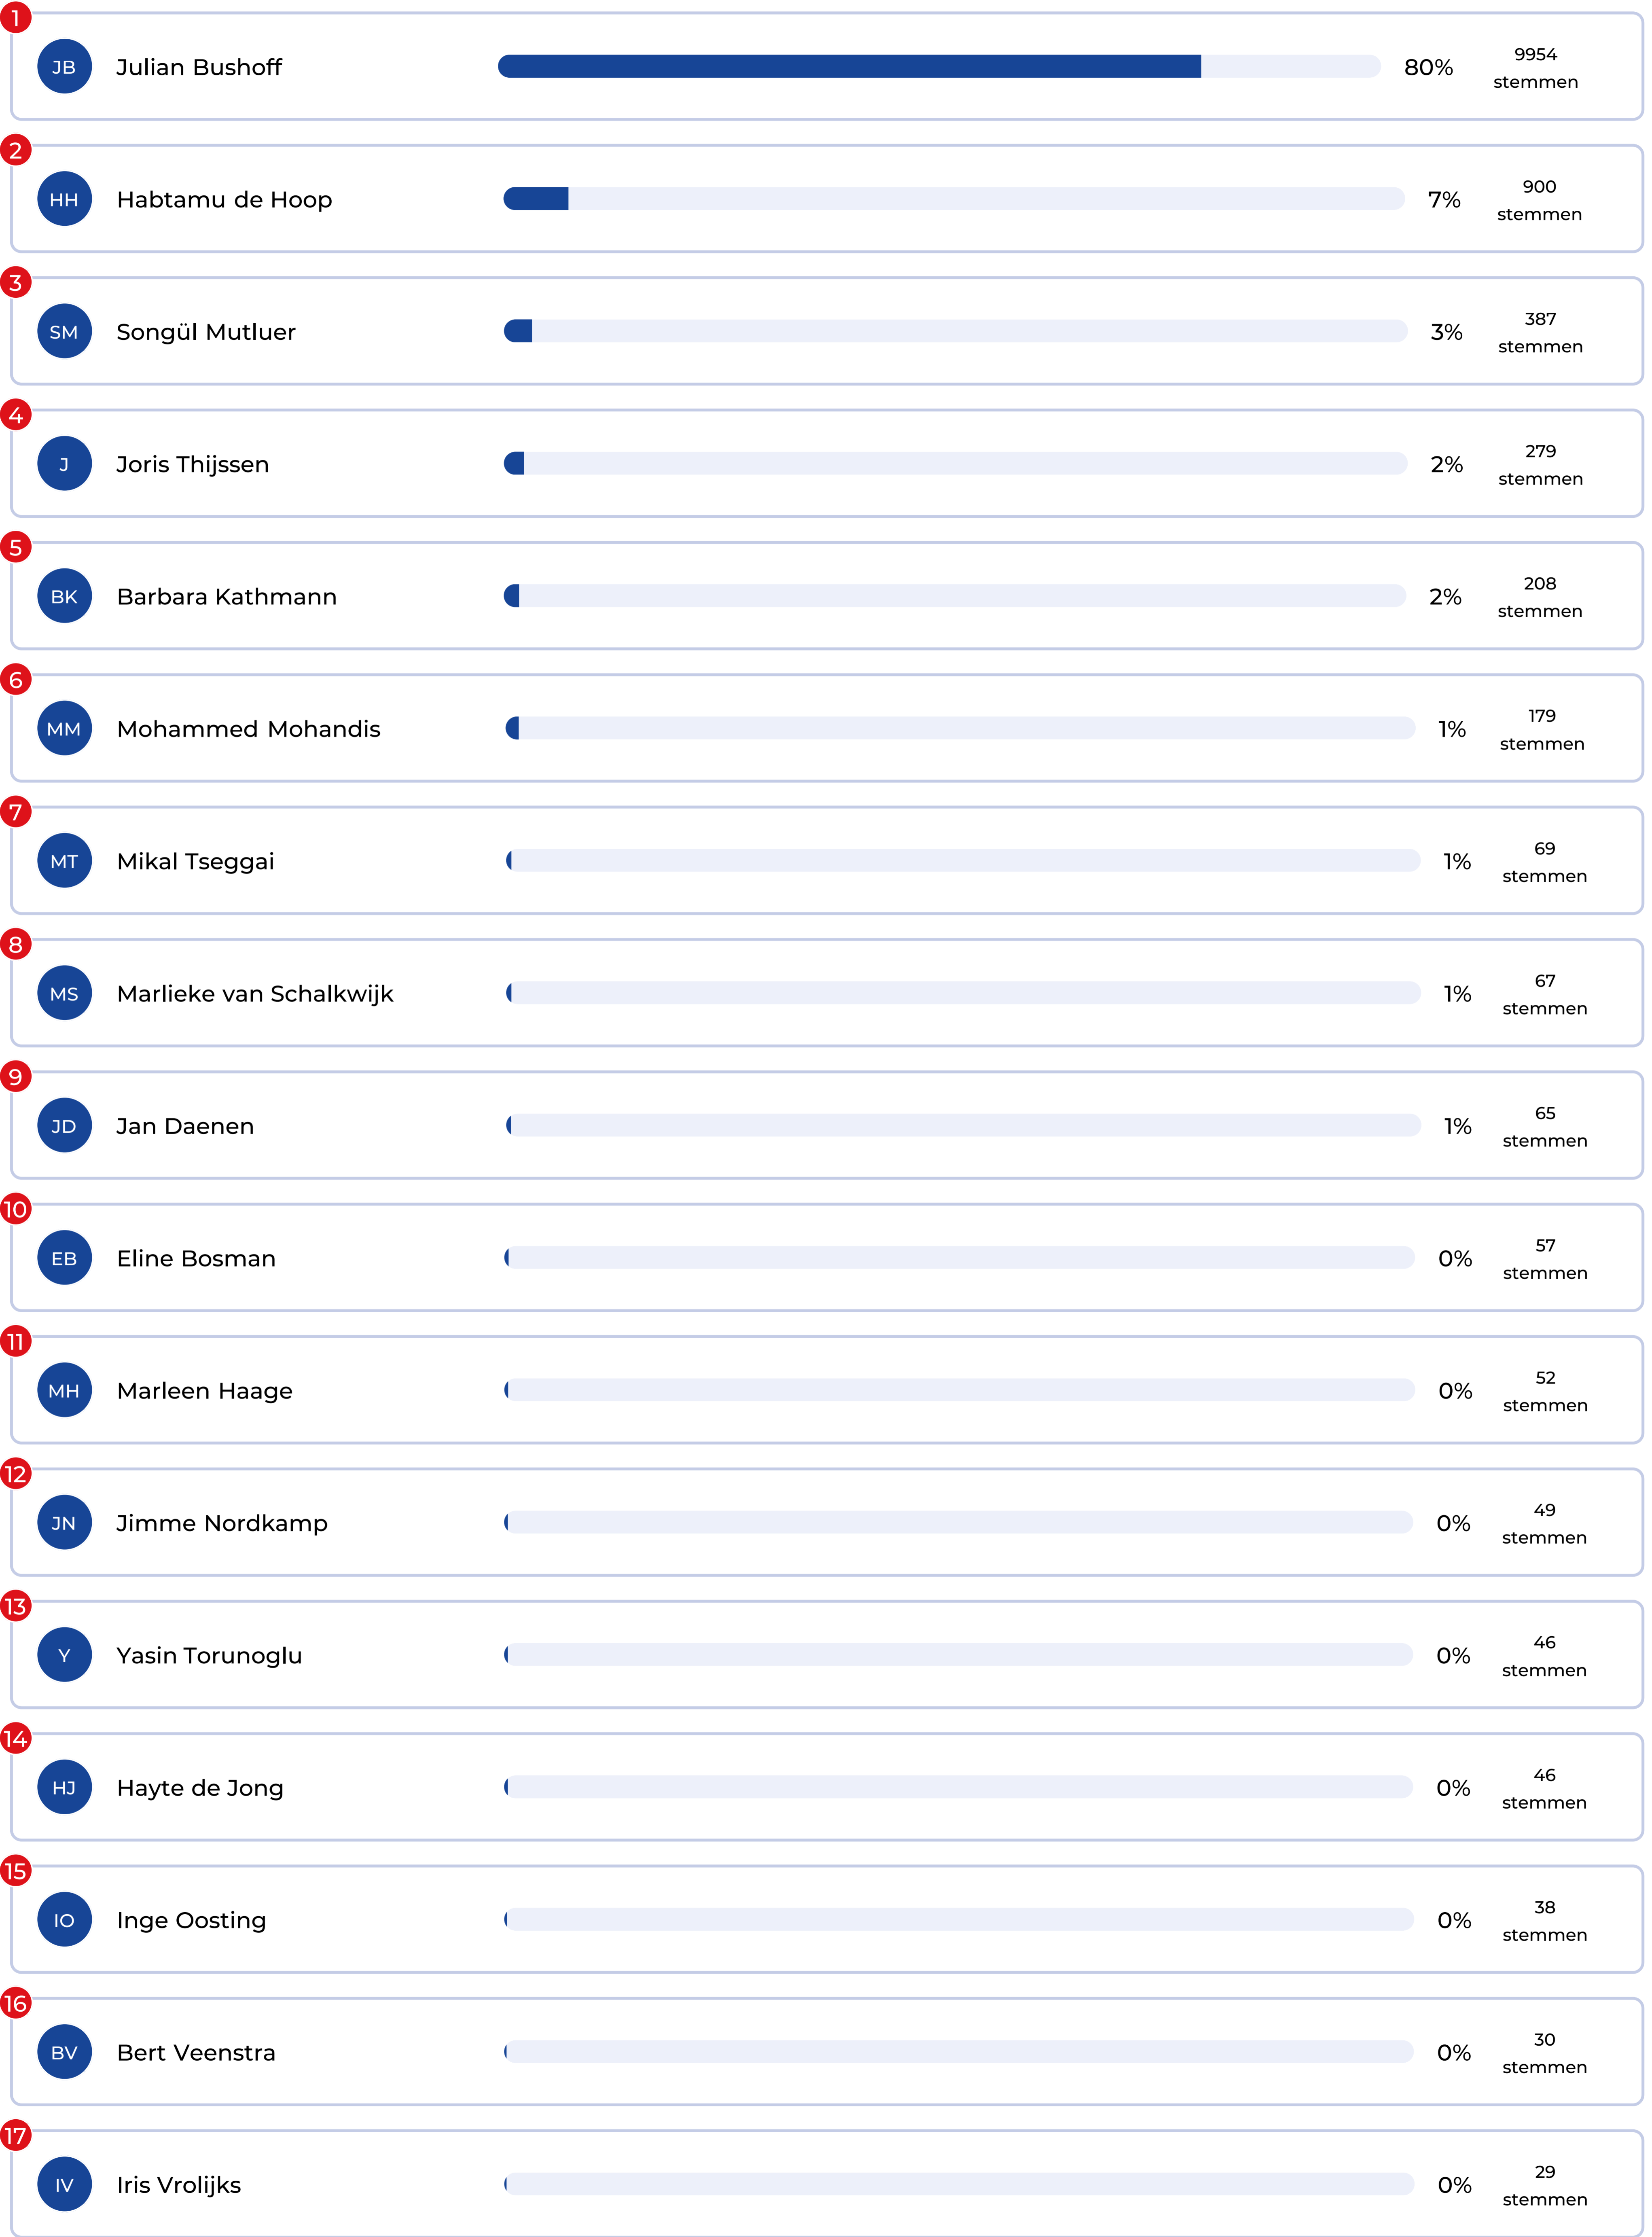 1
JB Julian Bushoff 80% 9954
stemmen
2
HH Habtamu de Hoop 7% 900
stemmen
3
SM Songül Mutluer 3% 387
stemmen
4
J Joris Thijssen 2% 279
stemmen
5
BK Barbara Kathmann 2% 208
stemmen
6
MM Mohammed Mohandis 1% 179
stemmen
7
MT Mikal Tseggai 1% 69
stemmen
8
MS Marlieke van Schalkwijk 1% 67
stemmen
9
JD Jan Daenen 1% 65
stemmen
10
EB Eline Bosman 0% 57
stemmen
11
MH Marleen Haage 0% 52
stemmen
12
JN Jimme Nordkamp 0% 49
stemmen
13
Y Yasin Torunoglu 0% 46
stemmen
14
HJ Hayte de Jong 0% 46
stemmen
15
IO Inge Oosting 0% 38
stemmen
16
BV Bert Veenstra 0% 30
stemmen
17
IV Iris Vrolijks 0% 29
stemmen